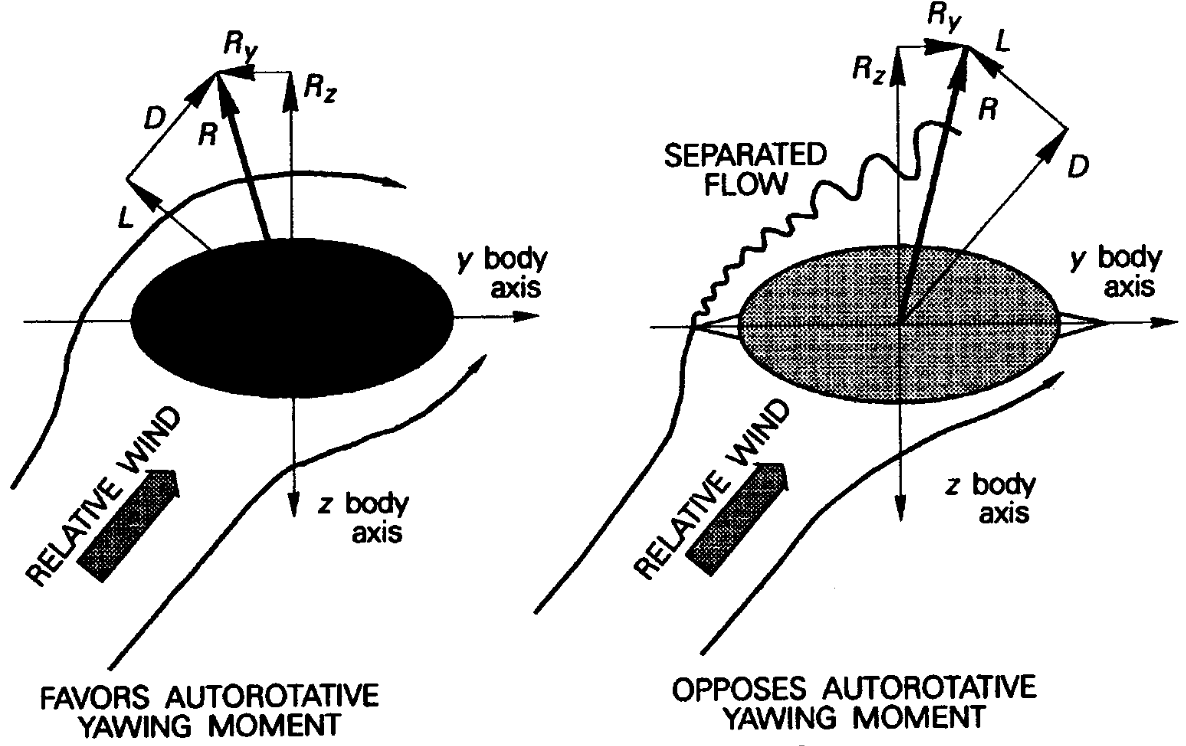 R_y
R_z
D
R
L
y body
axis
RELATIVE WIND
z body
axis
FAVORS AUTOROTATIVE
YAWING MOMENT
R_y
L
R_z
R
SEPARATED
FLOW
D
y body
axis
RELATIVE WIND
z body
axis
OPPOSES AUTOROTATIVE
YAWING MOMENT